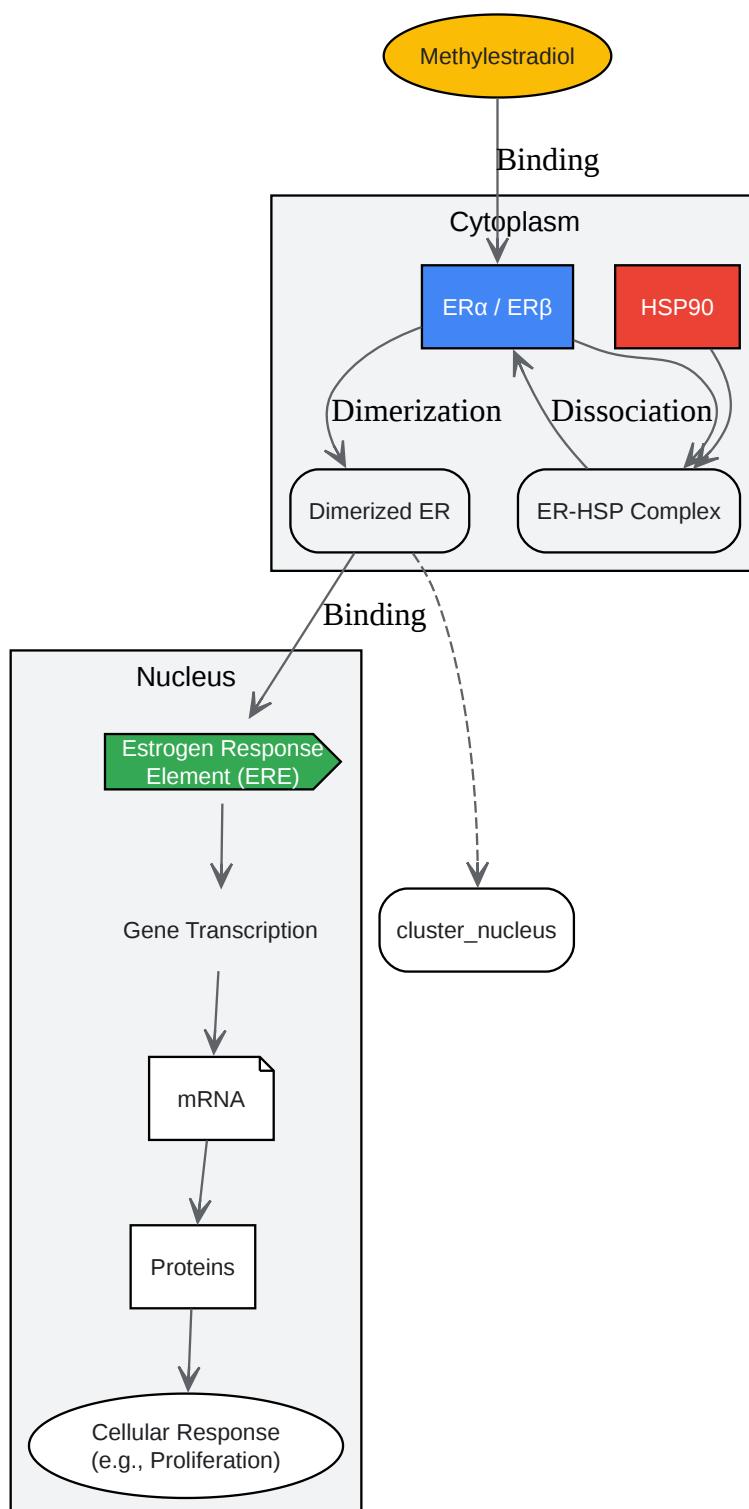 Methylestradiol
Binding
Cytoplasm
ERα / ERβ
HSP90
Dimerization
Dissociation
Dimerized ER
ER-HSP Complex
Binding
Nucleus
Estrogen Response
Element (ERE)
Gene Transcription
cluster_nucleus
mRNA
Proteins
Cellular Response
(e.g., Proliferation)